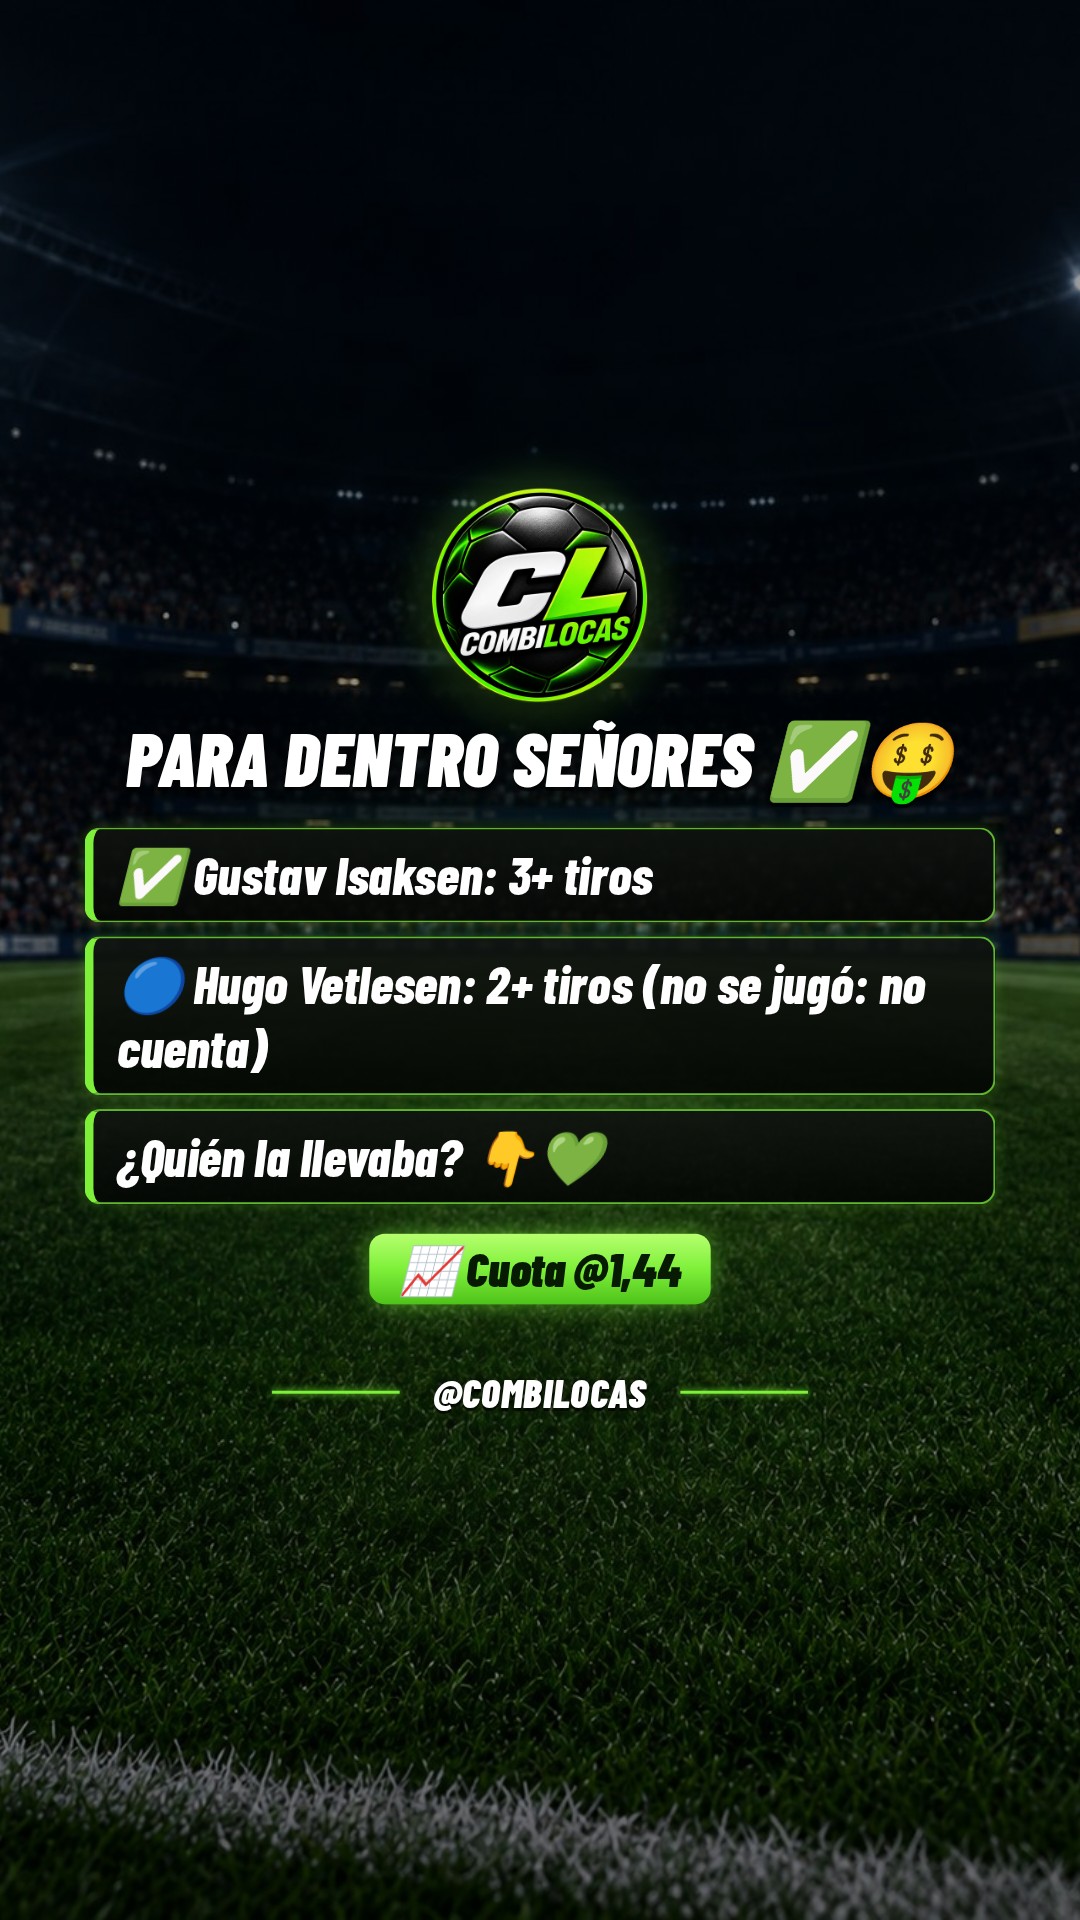 CL
COMBILOCAS
PARA DENTRO SEÑORES ✅🤑
✅ Gustav Isaksen: 3+ tiros
🔵 Hugo Vetlesen: 2+ tiros (no se jugó: no
cuenta)
¿Quién la llevaba? 👇💚
📈 Cuota @1,44
@COMBILOCAS